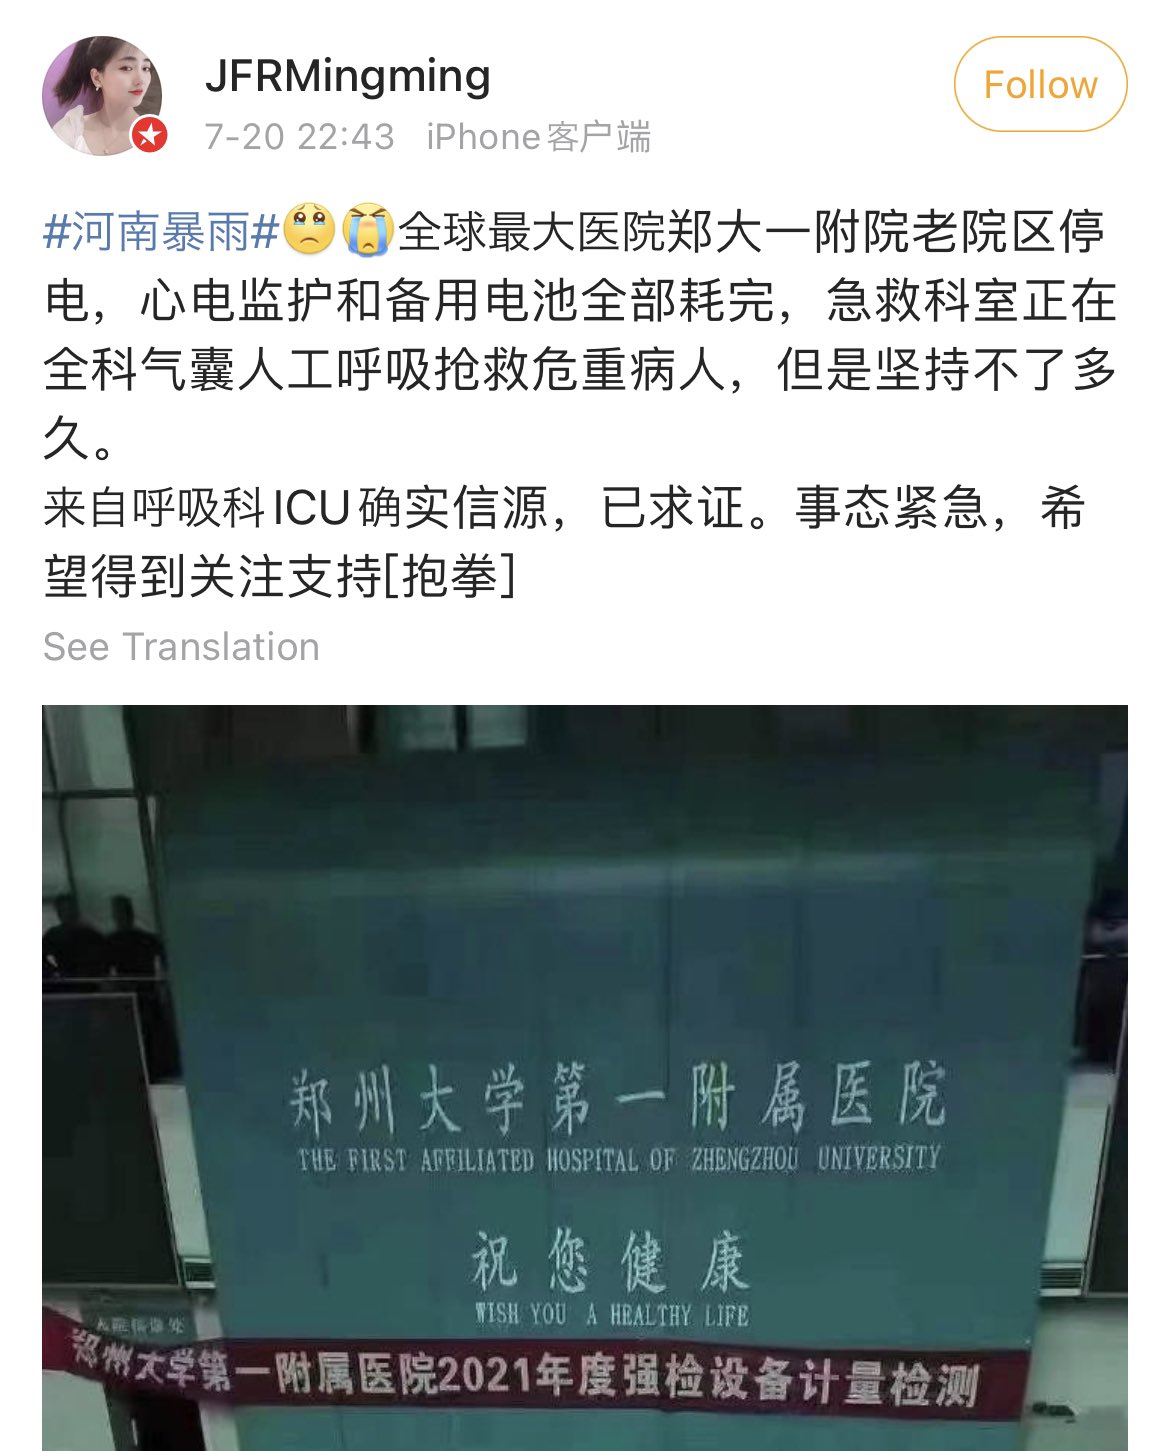 JFRMingming
Follow
7-20 22:43 iPhone客户端
#河南暴雨#🥺😭全球最大医院郑大一附院老院区停
电，心电监护和备用电池全部耗完，急救科室正在
全科气囊人工呼吸抢救危重病人，但是坚持不了多
久。
来自呼吸科ICU确实信源，已求证。事态紧急，希
望得到关注支持[抱拳]
See Translation
郑州大学第一附属医院
THE FIRST AFFILIATED HOSPITAL OF ZHENGZHOU UNIVERSITY
祝您健康
WISH YOU A HEALTHY LIFE
郑州大学第一附属医院2021年度强检设备计量检测